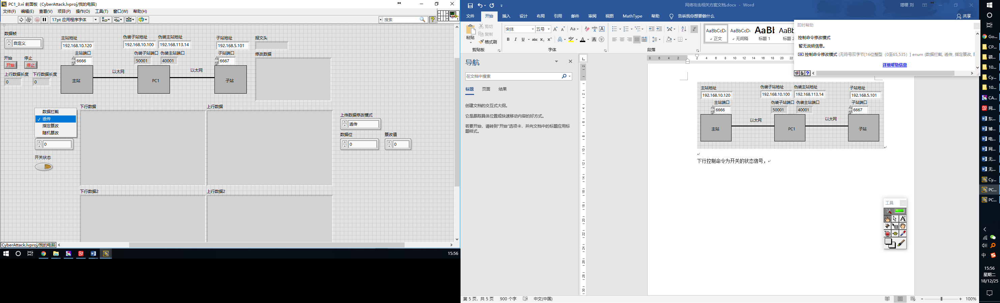 PC1_3.vi 前面板 (CyberAttack.lvproj/我的电脑)
文件(F) 编辑(E) 查看(V) 项目(P) 操作(O) 工具(T) 窗口(W) 帮助(H)
17pt 应用程序字体
搜索
数据帧
自定义
主站地址
192.168.10.120
伪装子站地址 伪装主站地址
192.168.10.100 192.168.113.14
子站地址
192.168.5.101
报文头
开始 停止
开始 停止
主站端口
6666
伪装子站端口 伪装主站端口
50001 40001
子站端口
6667
修改数据
上行数据长度 下行数据长度
0 0
主站
以太网
PC1
以太网
子站
下行数据
上行数据
数据拦截
透传
指定篡改
随机篡改
0
开关状态
上传数据修改模式
透传
数据位 篡改值
0 0
下行数据2
上行数据2
CyberAttack.lvproj/我的电脑
15:56
网络攻击相关方案文档.docx - Word
增稷 刘
文件 开始 插入 设计 布局 引用 邮件 审阅 视图 MathType 帮助 告诉我你想要做什么
共享
粘贴
剪切
复制
格式刷
剪贴板
宋体 五号
字体
段落
AaBbCcDi AaBbCcDi AaBb AaBb
正文 无间隔 标题 1 标题 2
即时帮助
控制命令修改模式
暂无说明信息。
控制命令修改模式 (无符号双字节[16位整型 (0至65,535) ] enum (数据拦截, 透传, 指定篡改,
详细帮助信息
导航
在文档中搜索
标题 页面 结果
创建文档的交互式大纲。
它是跟踪具体位置或快速移动内容的好方式。
若要开始，请转到“开始”选项卡，并向文档中的标题应用标
题样式。
主站地址
192.168.10.120
伪装子站地址 伪装主站地址
192.168.10.100 192.168.113.14
子站地址
192.168.5.101
主站端口
6666
伪装子站端口 伪装主站端口
50001 40001
子站端口
6667
主站
以太网
PC1
以太网
子站
下行控制命令为开关的状态信号，
工具
第 5 页，共 5 页 900 个字 中文(中国)
100%
Go...
CP...
硕...
10...
Cy...
10...
CA...
网...
东...
博...
电...
网...
无...
无...
Cy...
PC...
PC...
中
15:56
星期二
18/12/25